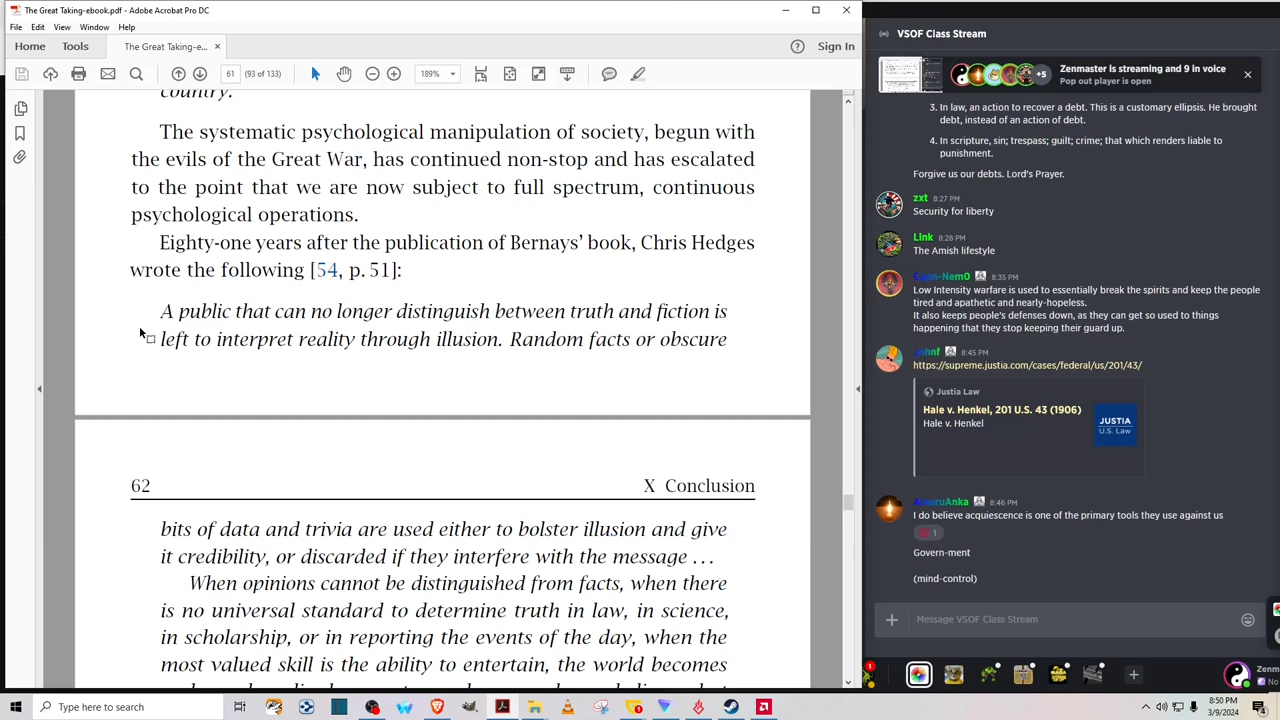 The Great Taking-ebook.pdf - Adobe Acrobat Pro DC
File Edit View Window Help
Home Tools The Great Taking-e... × Sign In
61 (93 of 133) 189%
country.
The systematic psychological manipulation of society, begun with
the evils of the Great War, has continued non-stop and has escalated
to the point that we are now subject to full spectrum, continuous
psychological operations.
Eighty-one years after the publication of Bernays’ book, Chris Hedges
wrote the following [54, p. 51]:
A public that can no longer distinguish between truth and fiction is
left to interpret reality through illusion. Random facts or obscure
62 X Conclusion
bits of data and trivia are used either to bolster illusion and give
it credibility, or discarded if they interfere with the message …
When opinions cannot be distinguished from facts, when there
is no universal standard to determine truth in law, in science,
in scholarship, or in reporting the events of the day, when the
most valued skill is the ability to entertain, the world becomes
VSOF Class Stream
+5 Zenmaster is streaming and 9 in voice
Pop out player is open
3. In law, an action to recover a debt. This is a customary ellipsis. He brought
debt, instead of an action of debt.
4. In scripture, sin; trespass; guilt; crime; that which renders liable to
punishment.
Forgive us our debts. Lord's Prayer.
zxt 8:27 PM
Security for liberty
Link 8:28 PM
The Amish lifestyle
8:35 PM
Low Intensity warfare is used to essentially break the spirits and keep the people
tired and apathetic and nearly-hopeless.
It also keeps people's defenses down, as they can get so used to things
happening that they stop keeping their guard up.
johnf 8:45 PM
https://supreme.justia.com/cases/federal/us/201/43/
Justia Law
Hale v. Henkel, 201 U.S. 43 (1906)
Hale v. Henkel
JUSTIA
U.S. Law
8:46 PM
I do believe acquiescence is one of the primary tools they use against us
1
Govern-ment
(mind-control)
Message VSOF Class Stream
1
Zenm
No
Type here to search
8:50 PM
3/9/2024
4